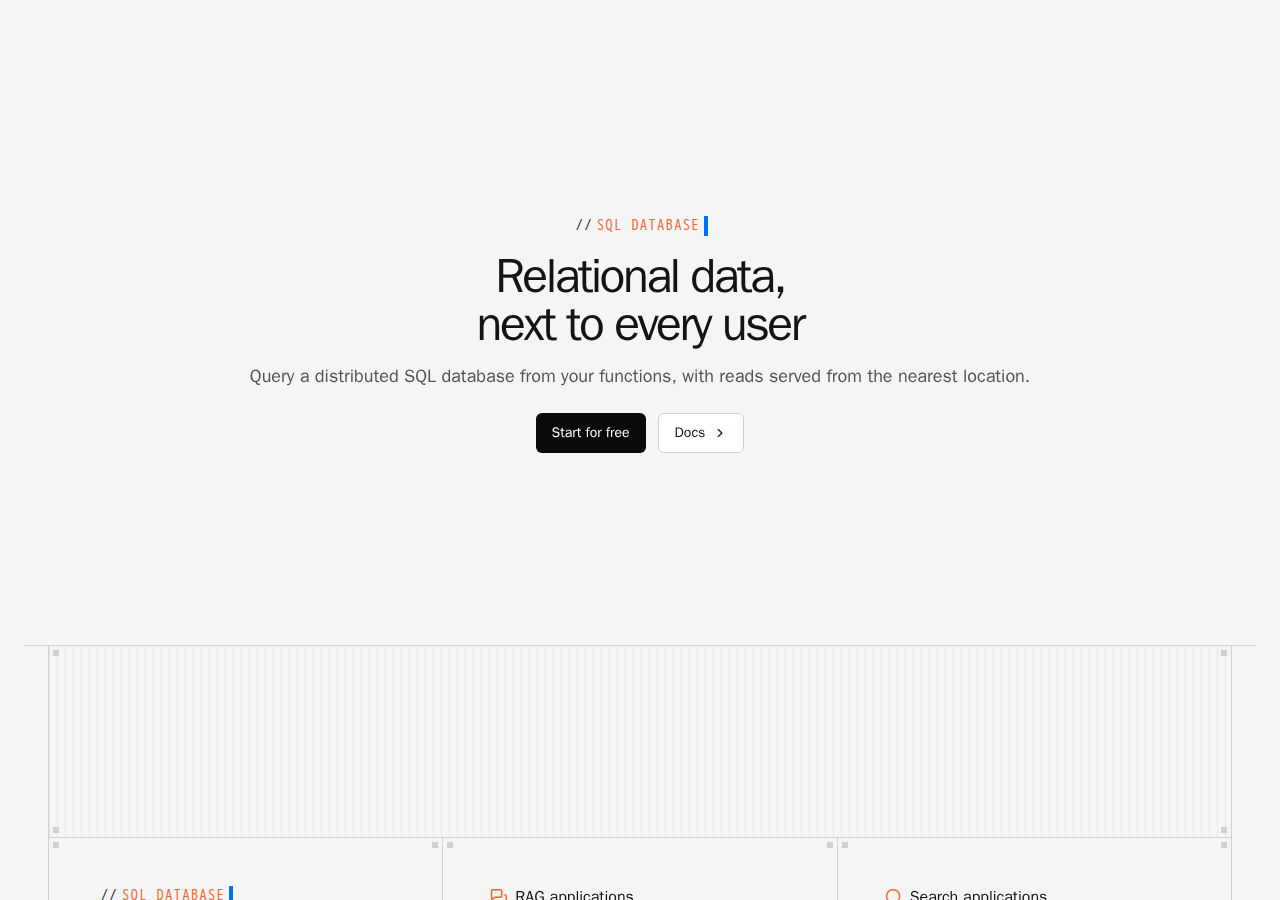 // SQL DATABASE
Relational data,
next to every user
Query a distributed SQL database from your functions, with reads served from the nearest location.
Start for free
Docs
// SQL DATABASE
RAG applications
Search applications